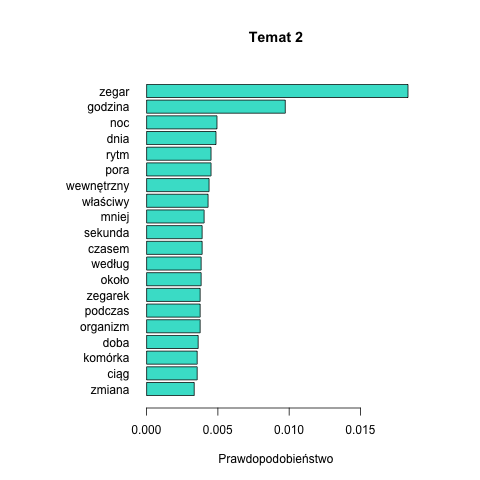 Temat 2
zegar
godzina
noc
dnia
rytm
pora
wewnętrzny
właściwy
mniej
sekunda
czasem
według
około
zegarek
podczas
organizm
doba
komórka
ciąg
zmiana
0.000 0.005 0.010 0.015
Prawdopodobieństwo